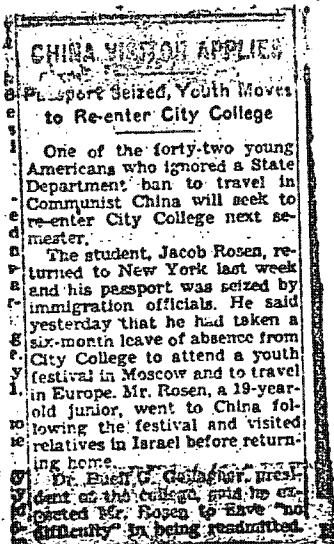 CHINA VISITOR APPLIES
Passport Seized, Youth Moves
to Re-enter City College
One of the forty-two young
Americans who ignored a State
Department ban to travel in
Communist China will seek to
re-enter City College next se-
mester.
The student, Jacob Rosen, re-
turned to New York last week
and his passport was seized by
immigration officials. He said
yesterday that he had taken a
six-month leave of absence from
City College to attend a youth
festival in Moscow and to travel
in Europe. Mr. Rosen, a 19-year-
old junior, went to China fol-
lowing the festival and visited
relatives in Israel before return-
ing home.
Dr. Buell G. Gallagher, presi-
dent of the college, said he ex-
pected Mr. Rosen to have "no
difficulty" in being readmitted.